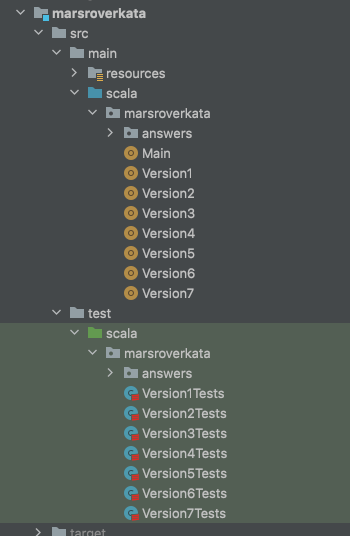 marsroverkata
src
main
resources
scala
marsroverkata
answers
Main
Version1
Version2
Version3
Version4
Version5
Version6
Version7
test
scala
marsroverkata
answers
Version1Tests
Version2Tests
Version3Tests
Version4Tests
Version5Tests
Version6Tests
Version7Tests
target